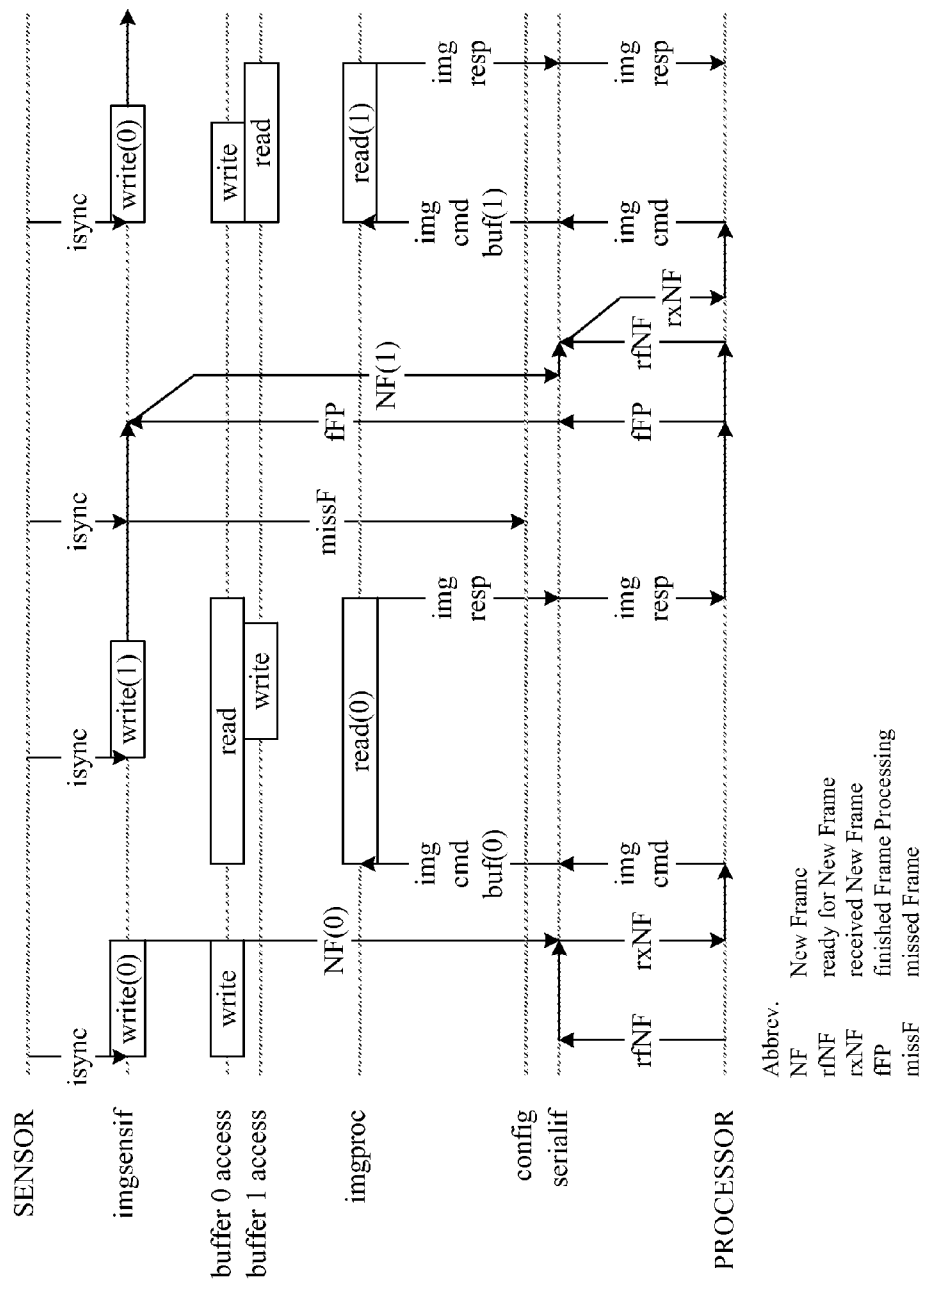 SENSOR
isync
isync
isync
isync
imgsensif
write(0)
write(1)
write(0)
buffer 0 access
write
read
write
buffer 1 access
write
read
imgproc
NF(0)
read(0)
missF
fFP
NF(1)
read(1)
img
cmd
buf(0)
img
resp
img
cmd
buf(1)
img
resp
config
serialif
rfNF
rxNF
img
cmd
img
resp
fFP
rfNF
rxNF
img
cmd
img
resp
PROCESSOR
Abbrev.
NF New Frame
rfNF ready for New Frame
rxNF received New Frame
fFP finished Frame Processing
missF missed Frame